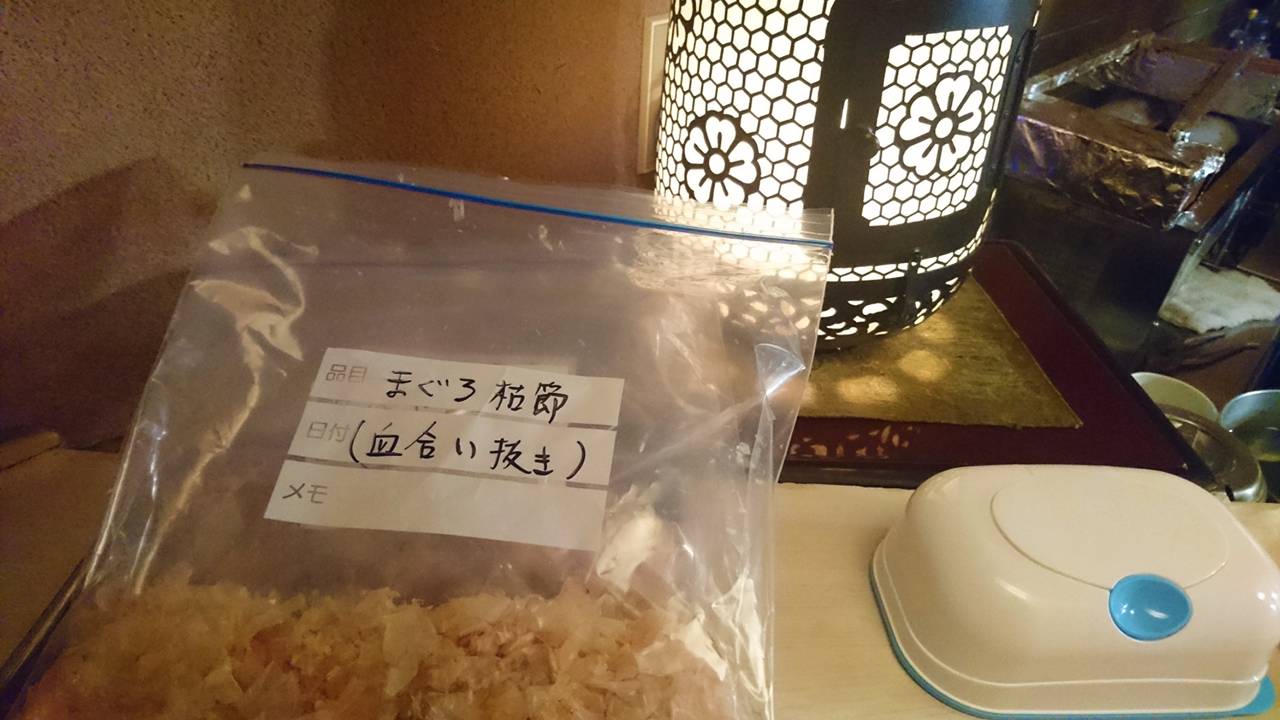 品目 まぐろ枯節
日付 (血合い抜き)
メモ